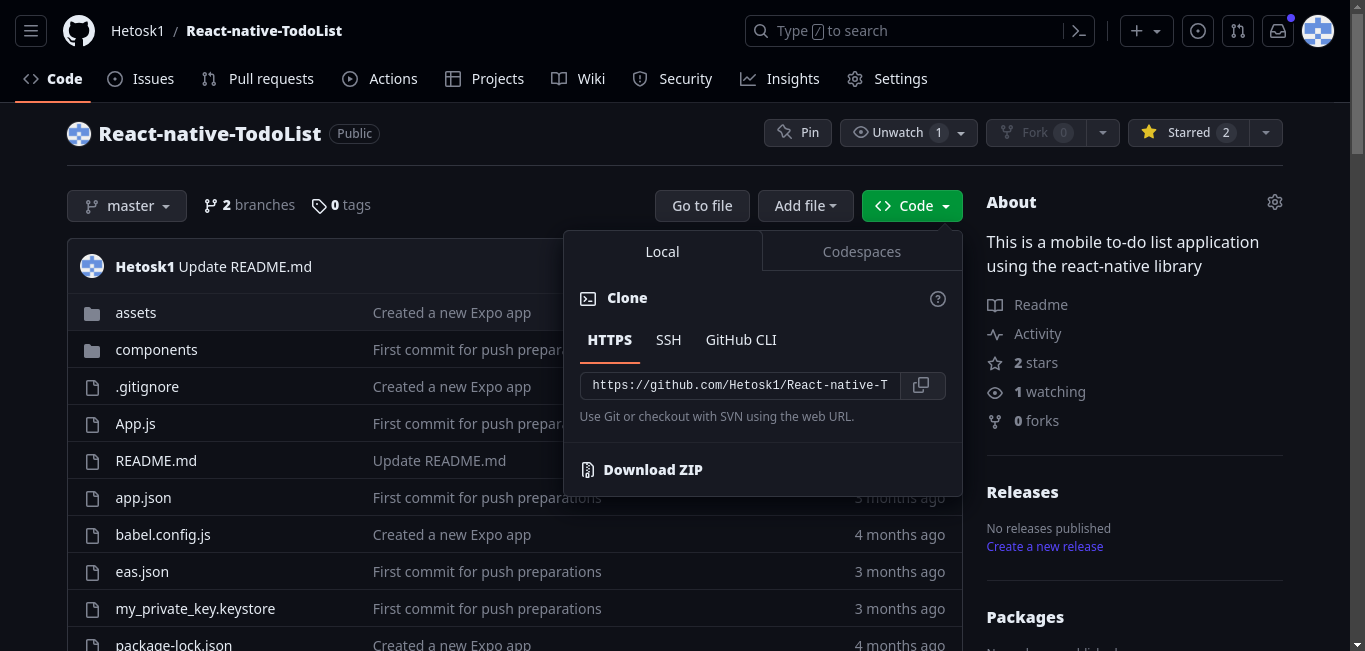 Hetosk1 / React-native-TodoList
Type / to search
Code Issues Pull requests Actions Projects Wiki Security Insights Settings
React-native-TodoList Public
Pin Unwatch 1 Fork 0 Starred 2
master 2 branches 0 tags Go to file Add file Code
Local Codespaces
Clone
HTTPS SSH GitHub CLI
https://github.com/Hetosk1/React-native-T
Use Git or checkout with SVN using the web URL.
Download ZIP
Hetosk1 Update README.md
assets Created a new Expo app
components First commit for push prepara
.gitignore Created a new Expo app
App.js First commit for push prepara
README.md Update README.md
app.json First commit for push preparations 3 months ago
babel.config.js Created a new Expo app 4 months ago
eas.json First commit for push preparations 3 months ago
my_private_key.keystore First commit for push preparations 3 months ago
package-lock.json Created a new Expo app 4 months ago
About
This is a mobile to-do list application
using the react-native library
Readme
Activity
2 stars
1 watching
0 forks
Releases
No releases published
Create a new release
Packages